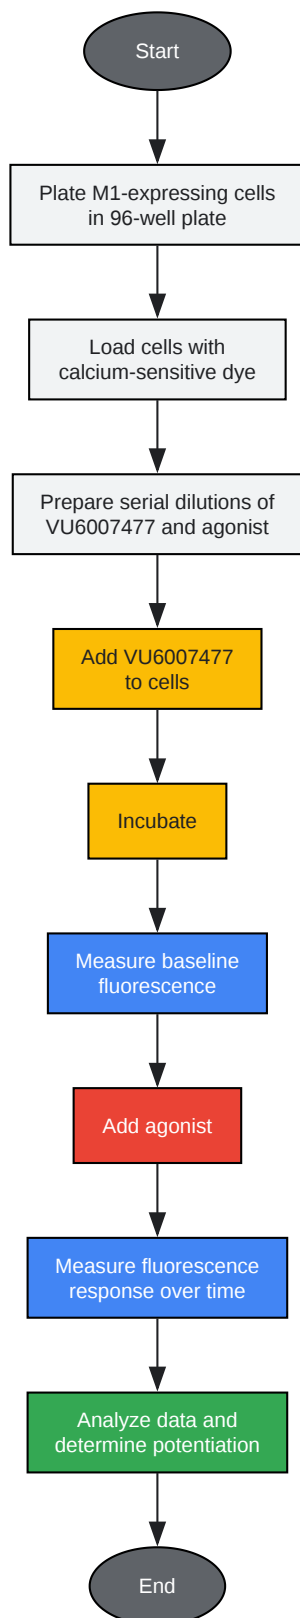 Start
Plate M1-expressing cells
in 96-well plate
Load cells with
calcium-sensitive dye
Prepare serial dilutions of
VU6007477 and agonist
Add VU6007477
to cells
Incubate
Measure baseline
fluorescence
Add agonist
Measure fluorescence
response over time
Analyze data and
determine potentiation
End